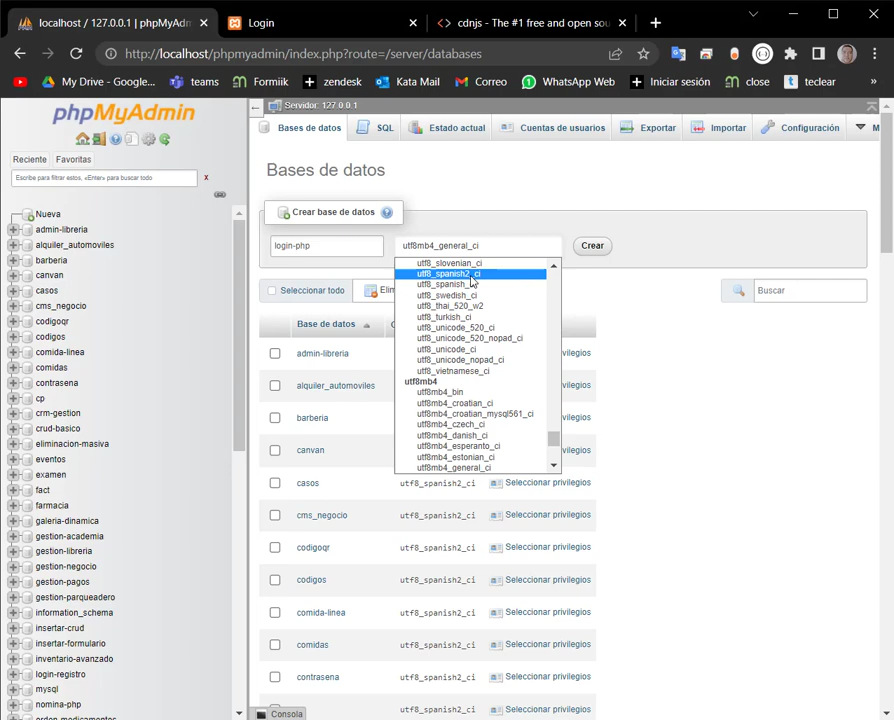 localhost / 127.0.0.1 | phpMyAdm
Login
cdnjs - The #1 free and open sou
http://localhost/phpmyadmin/index.php?route=/server/databases
My Drive - Google...
teams
Formiik
zendesk
Kata Mail
Correo
WhatsApp Web
Iniciar sesión
close
teclear
phpMyAdmin
Reciente
Favoritas
Escribe para filtrar estos, «Enter» para buscar todo
x
Nueva
admin-libreria
alquiler_automoviles
barberia
canvan
casos
cms_negocio
codigoqr
codigos
comida-linea
comidas
contrasena
cp
crm-gestion
crud-basico
eliminacion-masiva
eventos
examen
fact
farmacia
galeria-dinamica
gestion-academia
gestion-libreria
gestion-negocio
gestion-pagos
gestion-parqueadero
information_schema
insertar-crud
insertar-formulario
inventario-avanzado
login-registro
mysql
nomina-php
orden-medicamentos
Servidor: 127.0.0.1
Bases de datos
SQL
Estado actual
Cuentas de usuarios
Exportar
Importar
Configuración
M
Bases de datos
Crear base de datos
login-php
utf8mb4_general_ci
Crear
utf8_slovenian_ci
utf8_spanish2_ci
utf8_spanish_ci
utf8_swedish_ci
utf8_thai_520_w2
utf8_turkish_ci
utf8_unicode_520_ci
utf8_unicode_520_nopad_ci
utf8_unicode_ci
utf8_unicode_nopad_ci
utf8_vietnamese_ci
utf8mb4
utf8mb4_bin
utf8mb4_croatian_ci
utf8mb4_croatian_mysql561_ci
utf8mb4_czech_ci
utf8mb4_danish_ci
utf8mb4_esperanto_ci
utf8mb4_estonian_ci
utf8mb4_general_ci
Seleccionar todo
Elim
Buscar
Base de datos
C
admin-libreria
vilegios
alquiler_automoviles
vilegios
barberia
vilegios
canvan
vilegios
casos
utf8_spanish2_ci
Seleccionar privilegios
cms_negocio
utf8_spanish2_ci
Seleccionar privilegios
codigoqr
utf8_spanish2_ci
Seleccionar privilegios
codigos
utf8_spanish2_ci
Seleccionar privilegios
comida-linea
utf8_spanish2_ci
Seleccionar privilegios
comidas
utf8_spanish2_ci
Seleccionar privilegios
contrasena
utf8_spanish2_ci
Seleccionar privilegios
utf8_spanish2_ci
Seleccionar privilegios
Consola